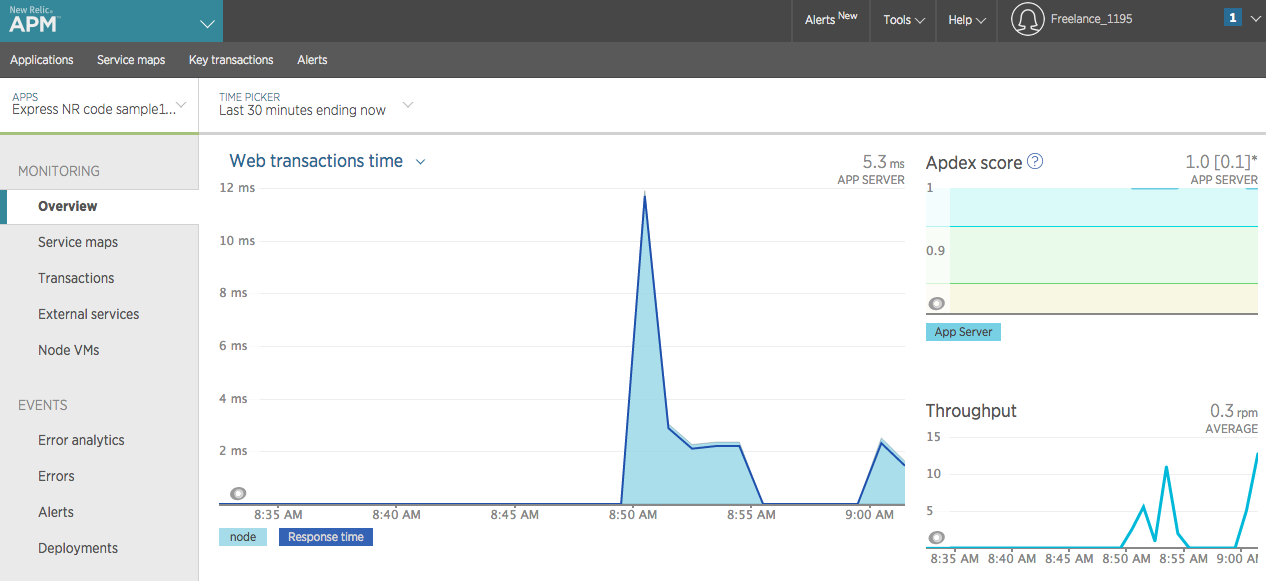 New Relic®
APM™
Alerts New
Tools
Help
Freelance_1195
1
Applications
Service maps
Key transactions
Alerts
APPS
Express NR code sample1...
TIME PICKER
Last 30 minutes ending now
MONITORING
Overview
Service maps
Transactions
External services
Node VMs
EVENTS
Error analytics
Errors
Alerts
Deployments
Web transactions time
5.3 ms
APP SERVER
12 ms
10 ms
8 ms
6 ms
4 ms
2 ms
8:35 AM 8:40 AM 8:45 AM 8:50 AM 8:55 AM 9:00 AM
node
Response time
Apdex score ?
1.0 [0.1]*
APP SERVER
1
0.9
App Server
Throughput
0.3 rpm
AVERAGE
15
10
5
8:35 AM 8:40 AM 8:45 AM 8:50 AM 8:55 AM 9:00 AM